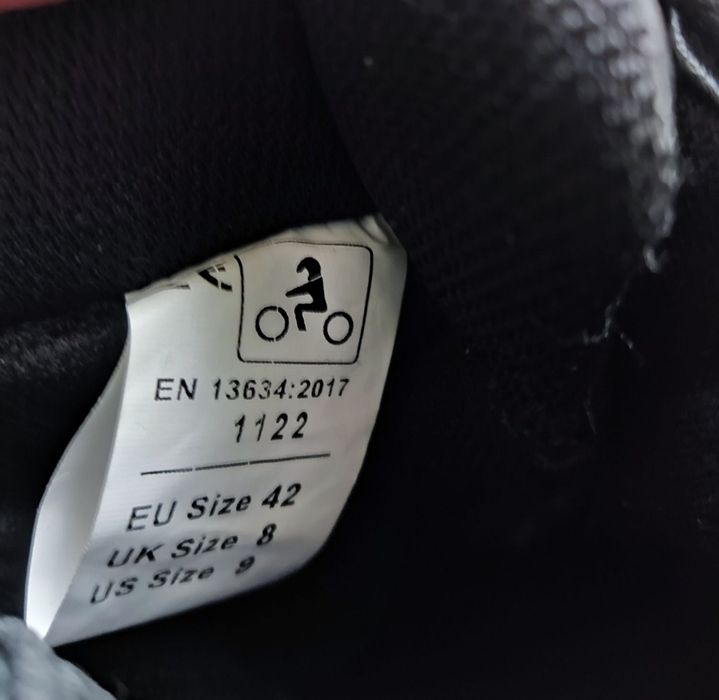 EN 13634:2017
1122
EU Size 42
UK Size 8
US Size 9